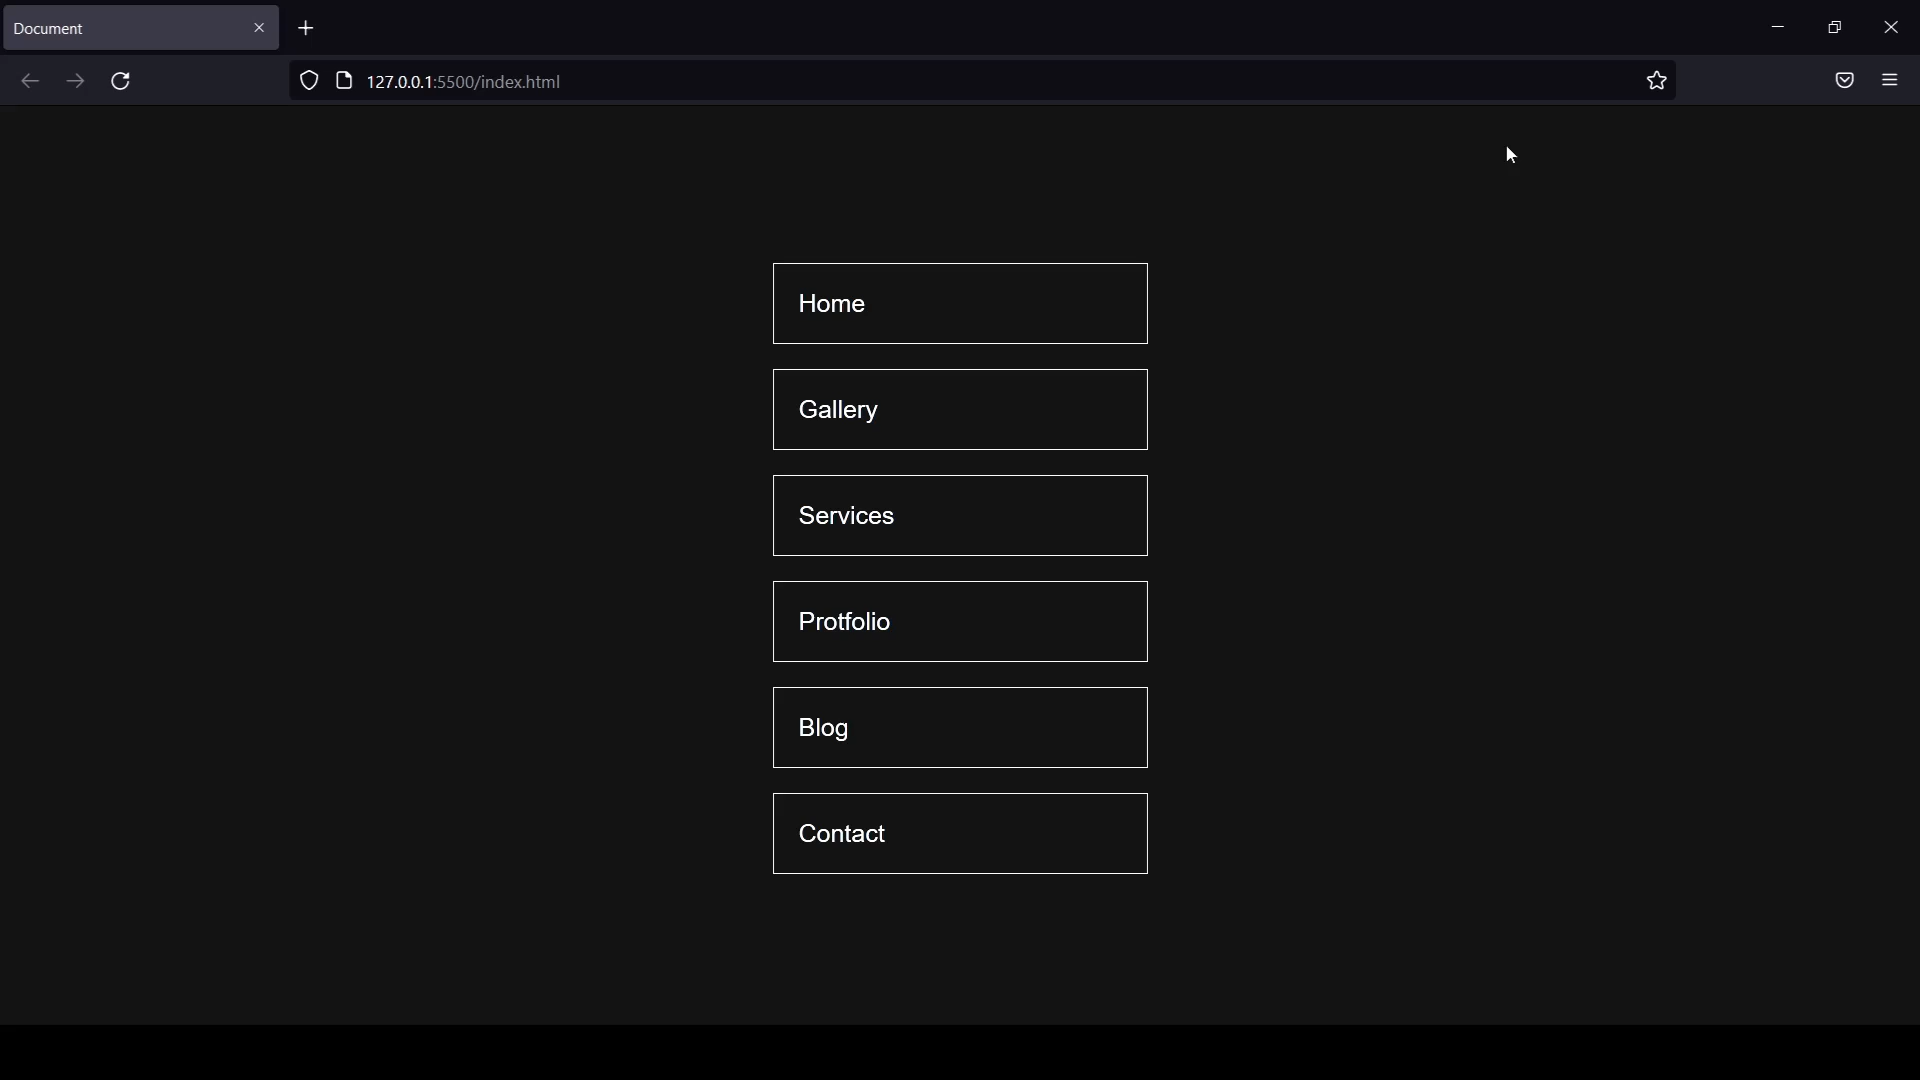 Document
127.0.0.1:5500/index.html
Home
Gallery
Services
Protfolio
Blog
Contact